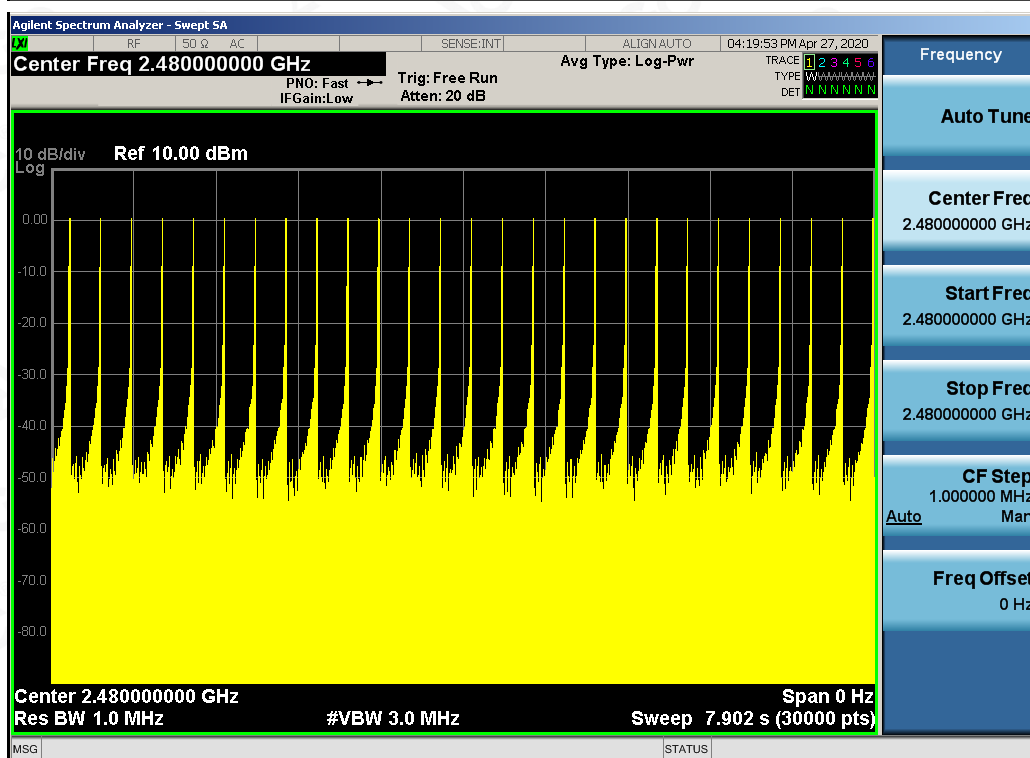 Agilent Spectrum Analyzer - Swept SA
LXI RF 50 Ω AC SENSE:INT ALIGN AUTO 04:19:53 PM Apr 27, 2020
Center Freq 2.480000000 GHz
PNO: Fast
IFGain:Low
Trig: Free Run
Atten: 20 dB
Avg Type: Log-Pwr
TRACE 1 2 3 4 5 6
TYPE WWWWWW
DET N N N N N N
10 dB/div
Log
Ref 10.00 dBm
0.00
-10.0
-20.0
-30.0
-40.0
-50.0
-60.0
-70.0
-80.0
Center 2.480000000 GHz
Span 0 Hz
Res BW 1.0 MHz
#VBW 3.0 MHz
Sweep 7.902 s (30000 pts)
MSG
STATUS
Frequency
Auto Tune
Center Freq
2.480000000 GHz
Start Freq
2.480000000 GHz
Stop Freq
2.480000000 GHz
CF Step
1.000000 MHz
Auto Man
Freq Offset
0 Hz